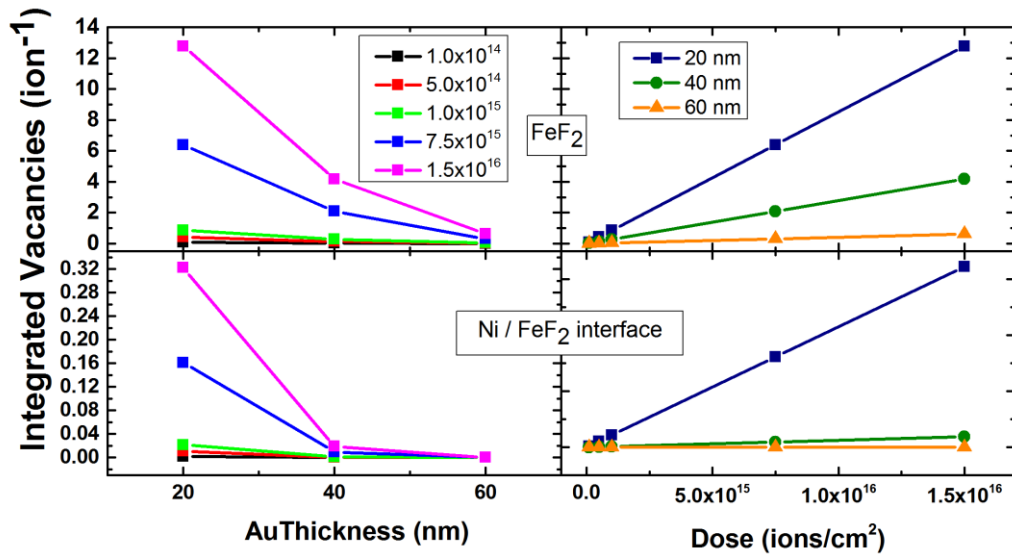 Integrated Vacancies (ion⁻¹)
14
12
10
8
6
4
2
0
0.32
0.28
0.24
0.20
0.16
0.12
0.08
0.04
0.00
1.0x10¹⁴
5.0x10¹⁴
1.0x10¹⁵
7.5x10¹⁵
1.5x10¹⁶
20 nm
40 nm
60 nm
FeF₂
Ni / FeF₂ interface
20
40
60
0.0
5.0x10¹⁵
1.0x10¹⁶
1.5x10¹⁶
AuThickness (nm)
Dose (ions/cm²)